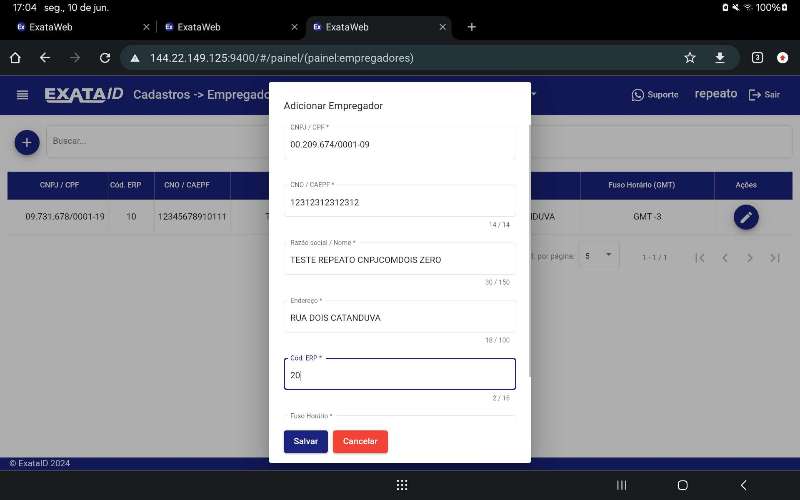 17:04 seg., 10 de jun.
100%
ExataWeb
ExataWeb
ExataWeb
144.22.149.125:9400/#/painel/(painel:empregadores)
3
EXATAID Cadastros -> Empregado
Suporte
repeato
Sair
Buscar...
CNPJ / CPF Cód. ERP CNO / CAEPF Fuso Horário (GMT) Ações
09.731.678/0001-19 10 12345678910111 T DUVA GMT -3
por página: 5 1 - 1 / 1
Adicionar Empregador
CNPJ / CPF *
00.209.674/0001-09
CNO / CAEPF *
12312312312312
14 / 14
Razão social / Nome *
TESTE REPEATO CNPJCOMDOIS ZERO
30 / 150
Endereço *
RUA DOIS CATANDUVA
18 / 100
Cód. ERP *
20
2 / 16
Fuso Horário *
Salvar
Cancelar
© ExataID 2024